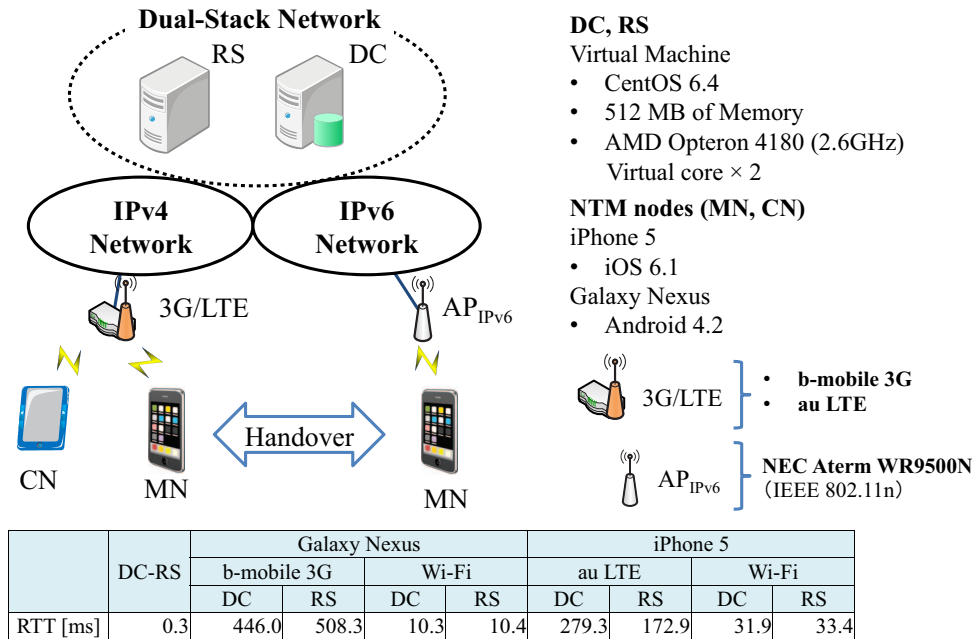 Dual-Stack Network
RS
DC
IPv4
Network
IPv6
Network
3G/LTE
AP_IPv6
CN
MN
Handover
MN
DC, RS
Virtual Machine
• CentOS 6.4
• 512 MB of Memory
• AMD Opteron 4180 (2.6GHz)
Virtual core × 2
NTM nodes (MN, CN)
iPhone 5
• iOS 6.1
Galaxy Nexus
• Android 4.2
3G/LTE
• b-mobile 3G
• au LTE
AP_IPv6
NEC Aterm WR9500N
（IEEE 802.11n）
DC-RS Galaxy Nexus iPhone 5
b-mobile 3G Wi-Fi au LTE Wi-Fi
DC RS DC RS DC RS DC RS
RTT [ms] 0.3 446.0 508.3 10.3 10.4 279.3 172.9 31.9 33.4